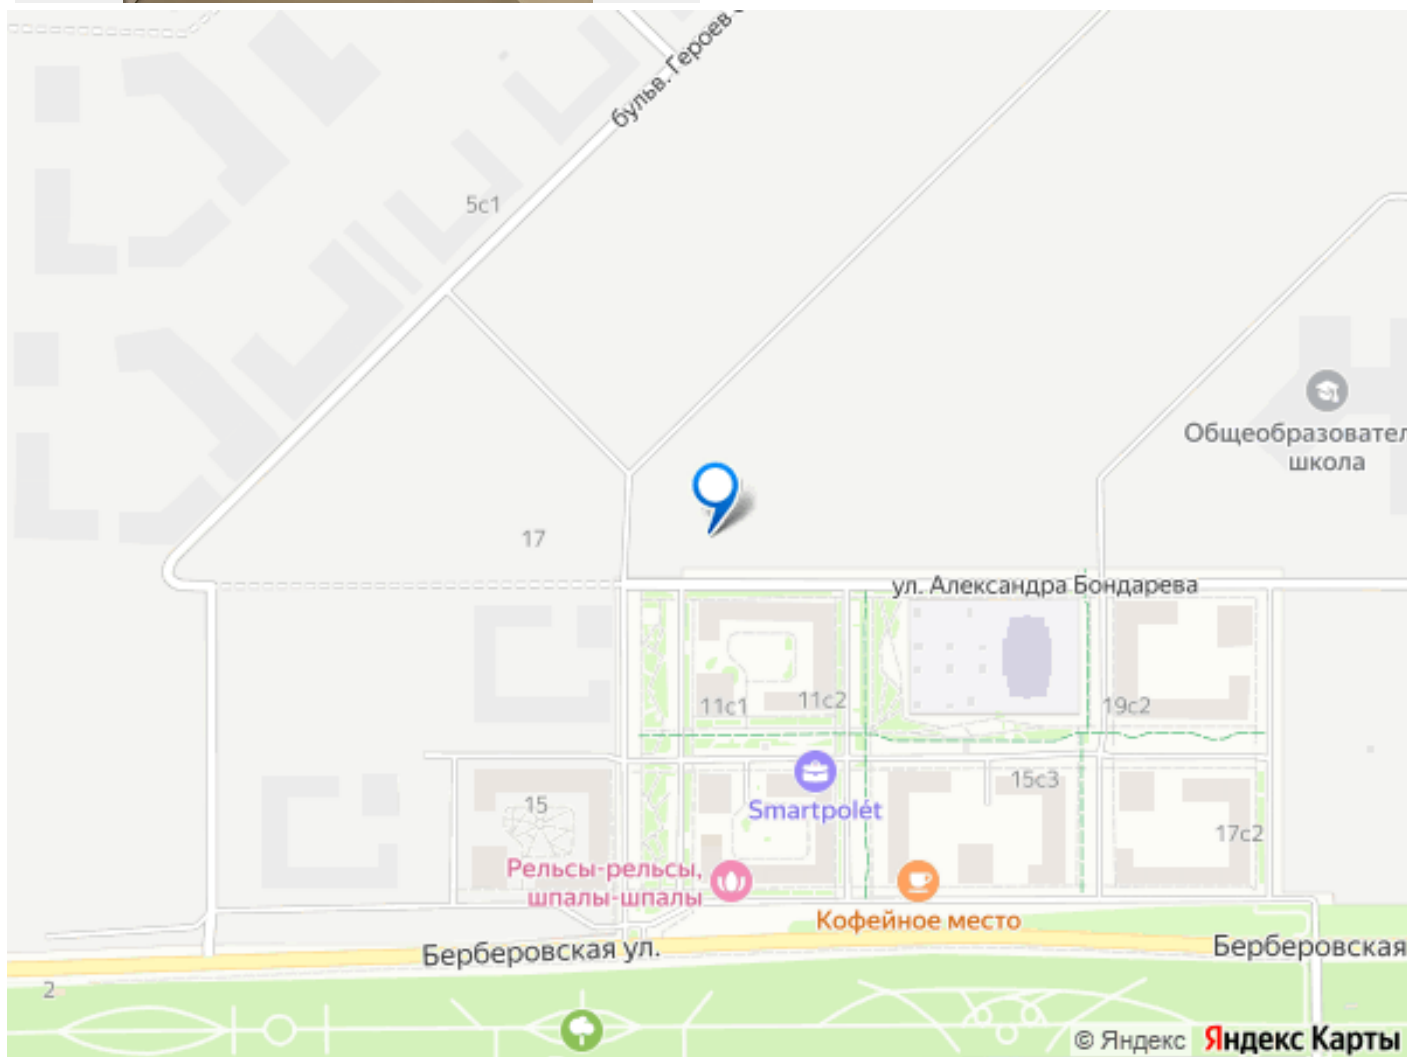 бульв. Героев
5с1
Общеобразовател
школа
17
ул. Александра Бондарева
11с1
11с2
19с2
15с3
15
Smartpolét
17с2
Рельсы-рельсы,
шпалы-шпалы
Кофейное место
Берберовская ул.
Берберовская
2
© Яндекс Яндекс Карты